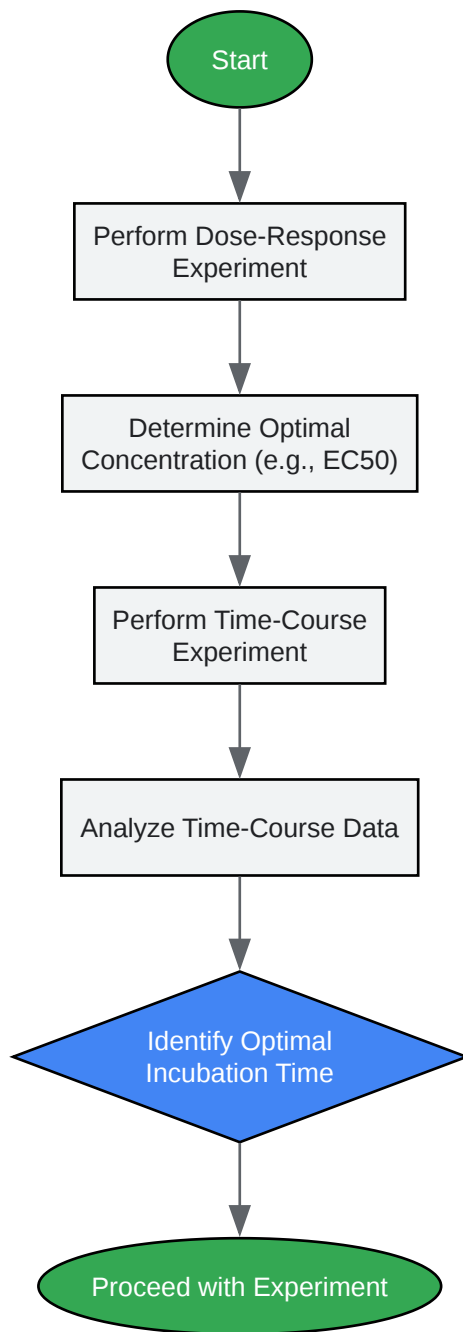 Start
Perform Dose-Response
Experiment
Determine Optimal
Concentration (e.g., EC50)
Perform Time-Course
Experiment
Analyze Time-Course Data
Identify Optimal
Incubation Time
Proceed with Experiment